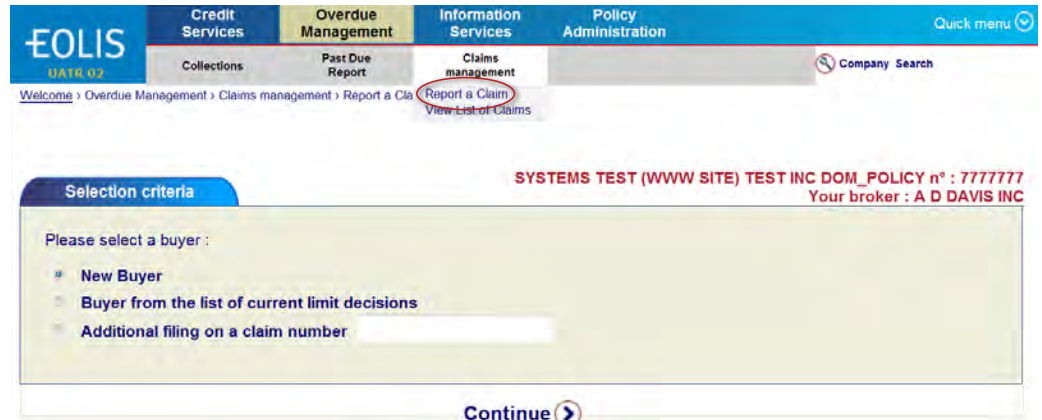 EOLIS
UATR 02
Credit Services
Overdue Management
Information Services
Policy Administration
Quick menu
Collections
Past Due Report
Claims management
Company Search
Welcome › Overdue Management › Claims management › Report a Cla
Report a Claim
View List of Claims
SYSTEMS TEST (WWW SITE) TEST INC DOM_POLICY n° : 7777777
Your broker : A D DAVIS INC
Selection criteria
Please select a buyer :
New Buyer
Buyer from the list of current limit decisions
Additional filing on a claim number
Continue